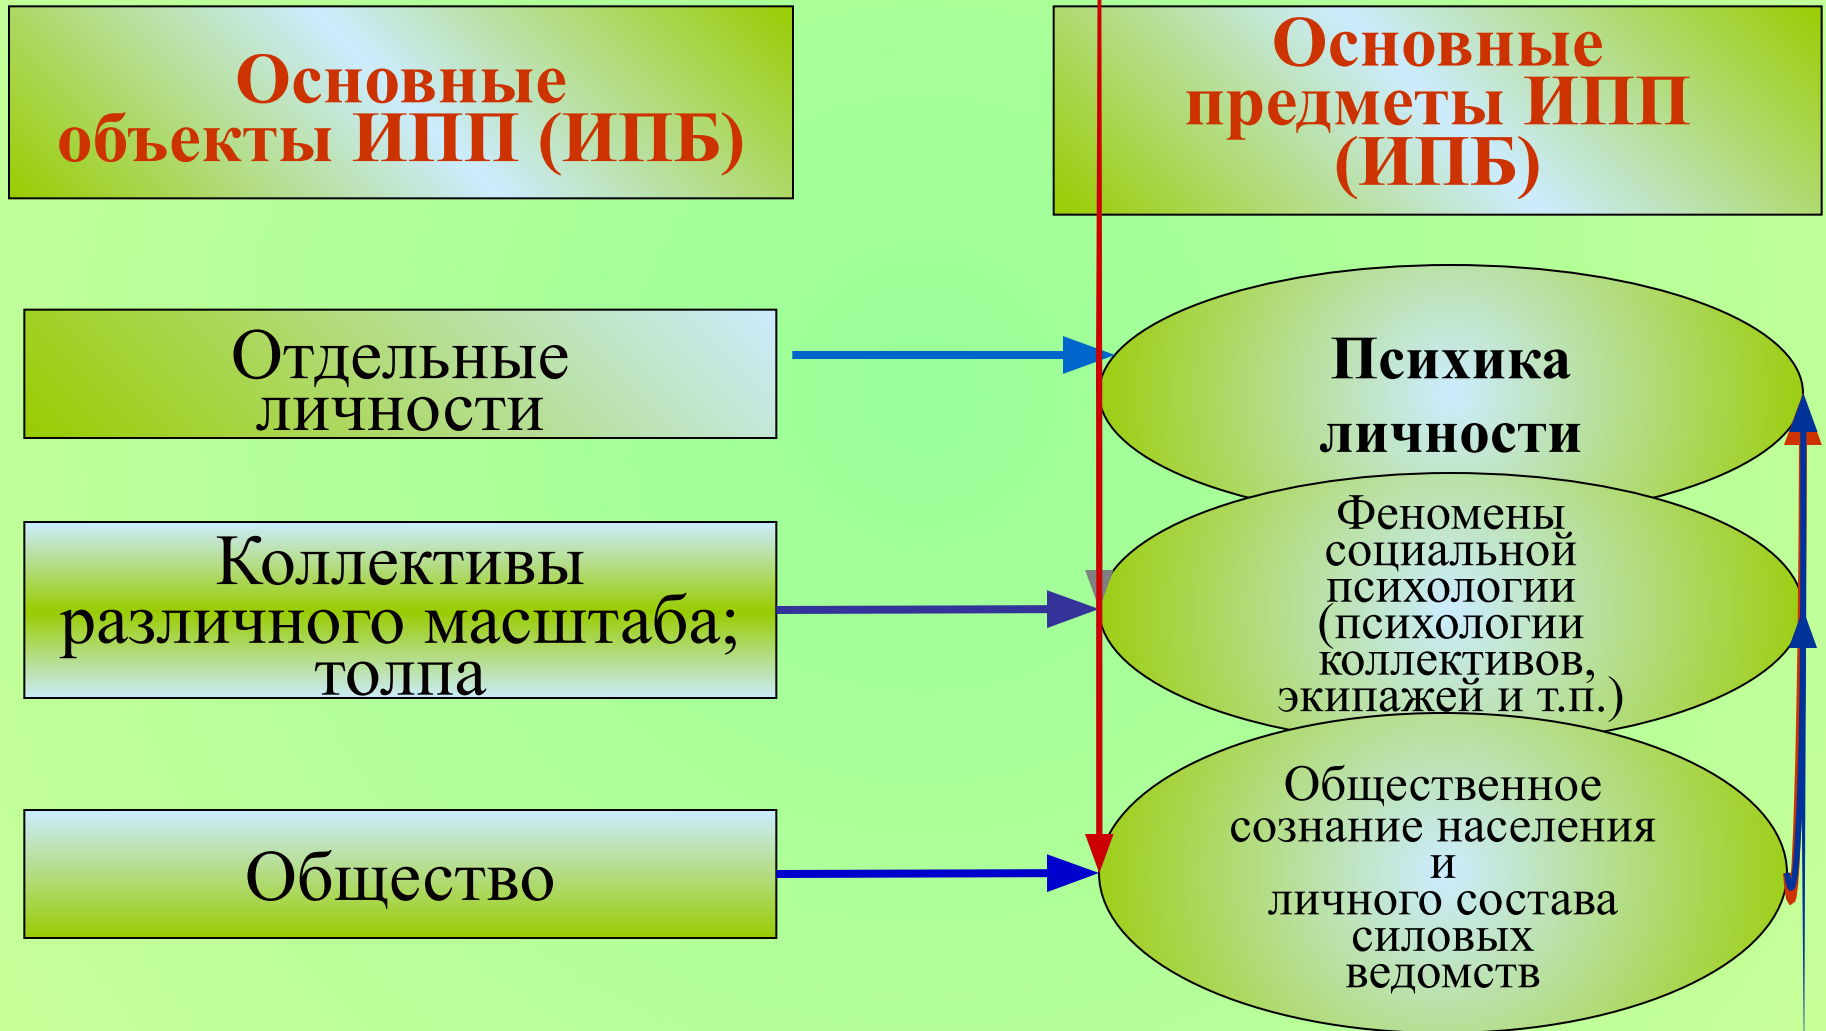 Основные
объекты ИПП (ИПБ)
Основные
предметы ИПП
(ИПБ)
Отдельные
личности
Психика
личности
Коллективы
различного масштаба;
толпа
Феномены
социальной
психологии
(психологии
коллективов,
экипажей и т.п.)
Общество
Общественное
сознание населения
и
личного состава
силовых
ведомств